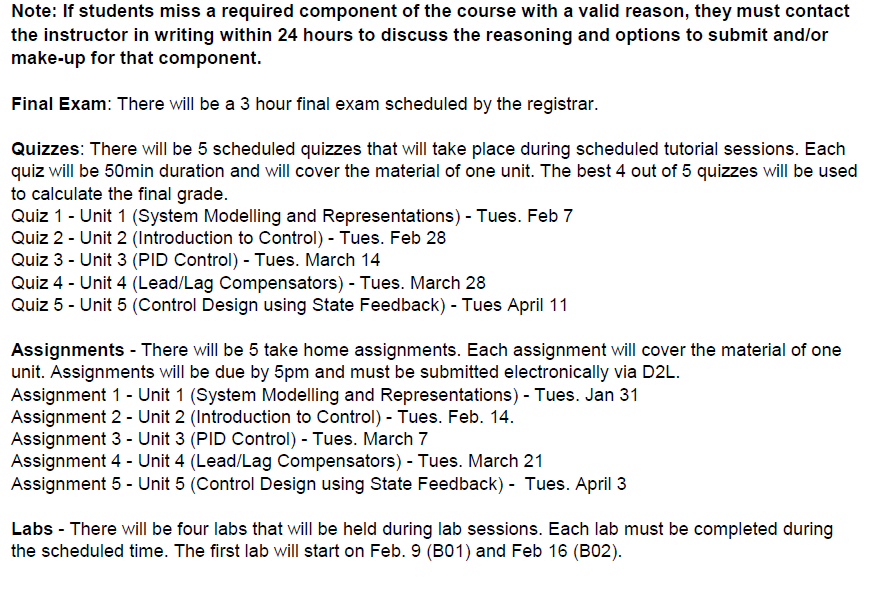 Note: If students miss a required component of the course with a valid reason, they must contact
the instructor in writing within 24 hours to discuss the reasoning and options to submit and/or
make-up for that component.
Final Exam: There will be a 3 hour final exam scheduled by the registrar.
Quizzes: There will be 5 scheduled quizzes that will take place during scheduled tutorial sessions. Each
quiz will be 50min duration and will cover the material of one unit. The best 4 out of 5 quizzes will be used
to calculate the final grade.
Quiz 1 - Unit 1 (System Modelling and Representations) - Tues. Feb 7
Quiz 2 - Unit 2 (Introduction to Control) - Tues. Feb 28
Quiz 3 - Unit 3 (PID Control) - Tues. March 14
Quiz 4 - Unit 4 (Lead/Lag Compensators) - Tues. March 28
Quiz 5 - Unit 5 (Control Design using State Feedback) - Tues April 11
Assignments - There will be 5 take home assignments. Each assignment will cover the material of one
unit. Assignments will be due by 5pm and must be submitted electronically via D2L.
Assignment 1 - Unit 1 (System Modelling and Representations) - Tues. Jan 31
Assignment 2 - Unit 2 (Introduction to Control) - Tues. Feb. 14.
Assignment 3 - Unit 3 (PID Control) - Tues. March 7
Assignment 4 - Unit 4 (Lead/Lag Compensators) - Tues. March 21
Assignment 5 - Unit 5 (Control Design using State Feedback) -  Tues. April 3
Labs - There will be four labs that will be held during lab sessions. Each lab must be completed during
the scheduled time. The first lab will start on Feb. 9 (B01) and Feb 16 (B02).